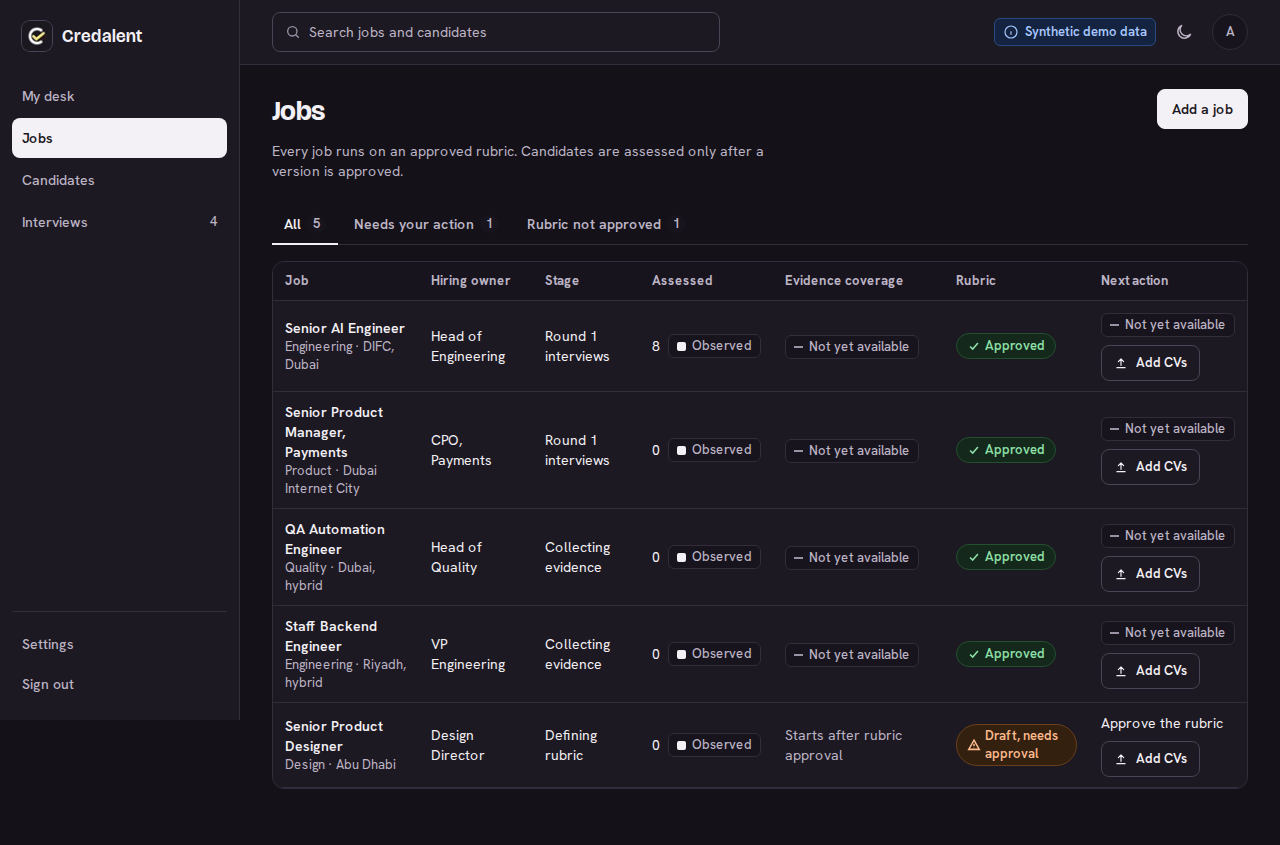 Credalent
Search jobs and candidates
Synthetic demo data
A
My desk
Jobs
Candidates
Interviews 4
Settings
Sign out
Jobs
Add a job
Every job runs on an approved rubric. Candidates are assessed only after a
version is approved.
All 5 Needs your action 1 Rubric not approved 1
Job Hiring owner Stage Assessed Evidence coverage Rubric Next action
Senior AI Engineer
Engineering · DIFC,
Dubai
Head of
Engineering
Round 1
interviews
8 Observed
Not yet available
Approved
Not yet available
Add CVs
Senior Product
Manager,
Payments
Product · Dubai
Internet City
CPO,
Payments
Round 1
interviews
0 Observed
Not yet available
Approved
Not yet available
Add CVs
QA Automation
Engineer
Quality · Dubai,
hybrid
Head of
Quality
Collecting
evidence
0 Observed
Not yet available
Approved
Not yet available
Add CVs
Staff Backend
Engineer
Engineering · Riyadh,
hybrid
VP
Engineering
Collecting
evidence
0 Observed
Not yet available
Approved
Not yet available
Add CVs
Senior Product
Designer
Design · Abu Dhabi
Design
Director
Defining
rubric
0 Observed
Starts after rubric
approval
Draft, needs
approval
Approve the rubric
Add CVs